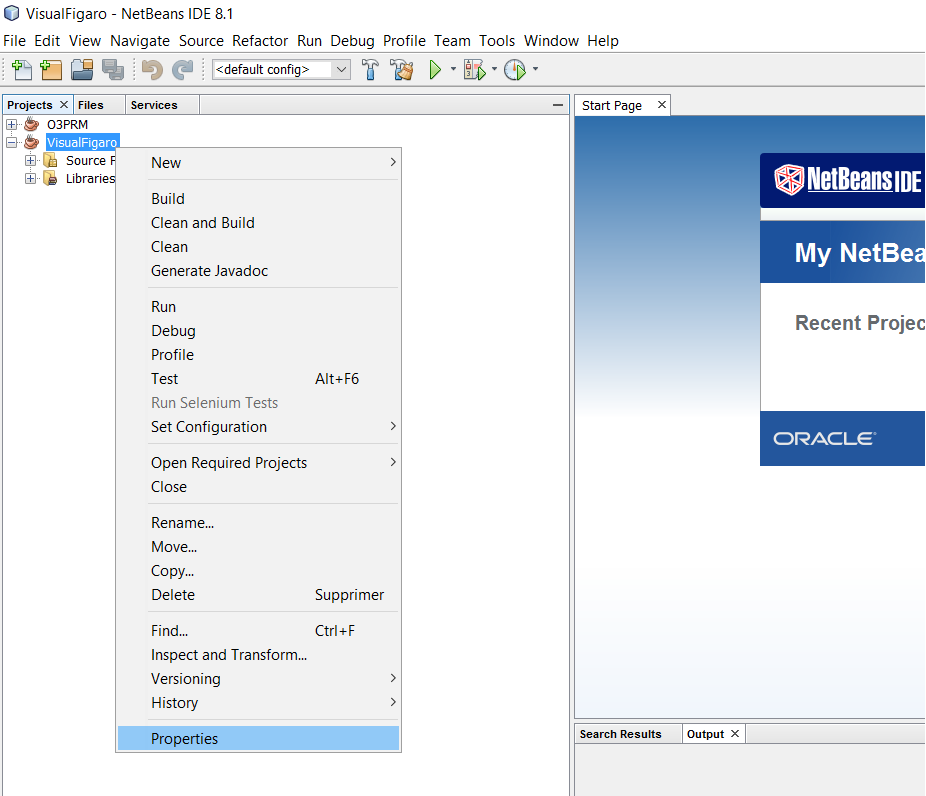 VisualFigaro - NetBeans IDE 8.1
File Edit View Navigate Source Refactor Run Debug Profile Team Tools Window Help
<default config>
Projects Files Services
O3PRM
VisualFigaro
Source F
Libraries
New
Build
Clean and Build
Clean
Generate Javadoc
Run
Debug
Profile
Test Alt+F6
Run Selenium Tests
Set Configuration
Open Required Projects
Close
Rename...
Move...
Copy...
Delete Supprimer
Find... Ctrl+F
Inspect and Transform...
Versioning
History
Properties
Start Page
NetBeans IDE
My NetBea
Recent Projec
ORACLE
Search Results Output